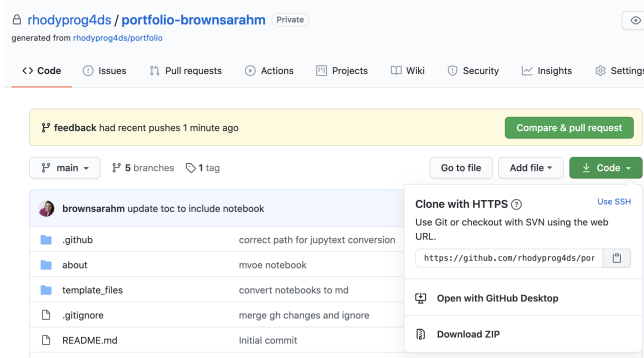 rhodyprog4ds / portfolio-brownsarahm Private
generated from rhodyprog4ds/portfolio
<> Code Issues Pull requests Actions Projects Wiki Security Insights Settings
feedback had recent pushes 1 minute ago Compare & pull request
main 5 branches 1 tag Go to file Add file Code
brownsarahm update toc to include notebook
.github correct path for jupytext conversion
about mvoe notebook
template_files convert notebooks to md
.gitignore merge gh changes and ignore
README.md Initial commit
Clone with HTTPS ? Use SSH
Use Git or checkout with SVN using the web
URL.
https://github.com/rhodyprog4ds/por
Open with GitHub Desktop
Download ZIP